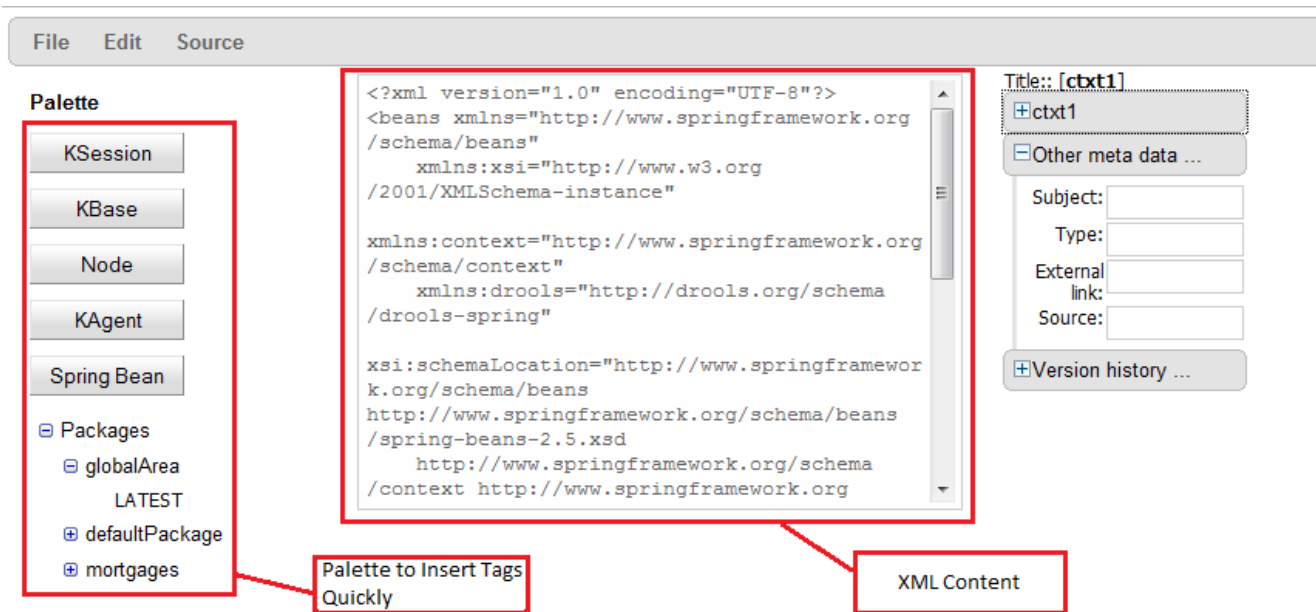 File Edit Source
Palette
KSession
KBase
Node
KAgent
Spring Bean
Packages
globalArea
LATEST
defaultPackage
mortgages
Palette to Insert Tags
Quickly
<?xml version="1.0" encoding="UTF-8"?>
<beans xmlns="http://www.springframework.org
/schema/beans"
    xmlns:xsi="http://www.w3.org
/2001/XMLSchema-instance"

xmlns:context="http://www.springframework.org
/schema/context"
    xmlns:drools="http://drools.org/schema
/drools-spring"

xsi:schemaLocation="http://www.springframewor
k.org/schema/beans
http://www.springframework.org/schema/beans
/spring-beans-2.5.xsd
    http://www.springframework.org/schema
/context http://www.springframework.org
XML Content
Title:: [ctxt1]
ctxt1
Other meta data ...
Subject:
Type:
External
link:
Source:
Version history ...